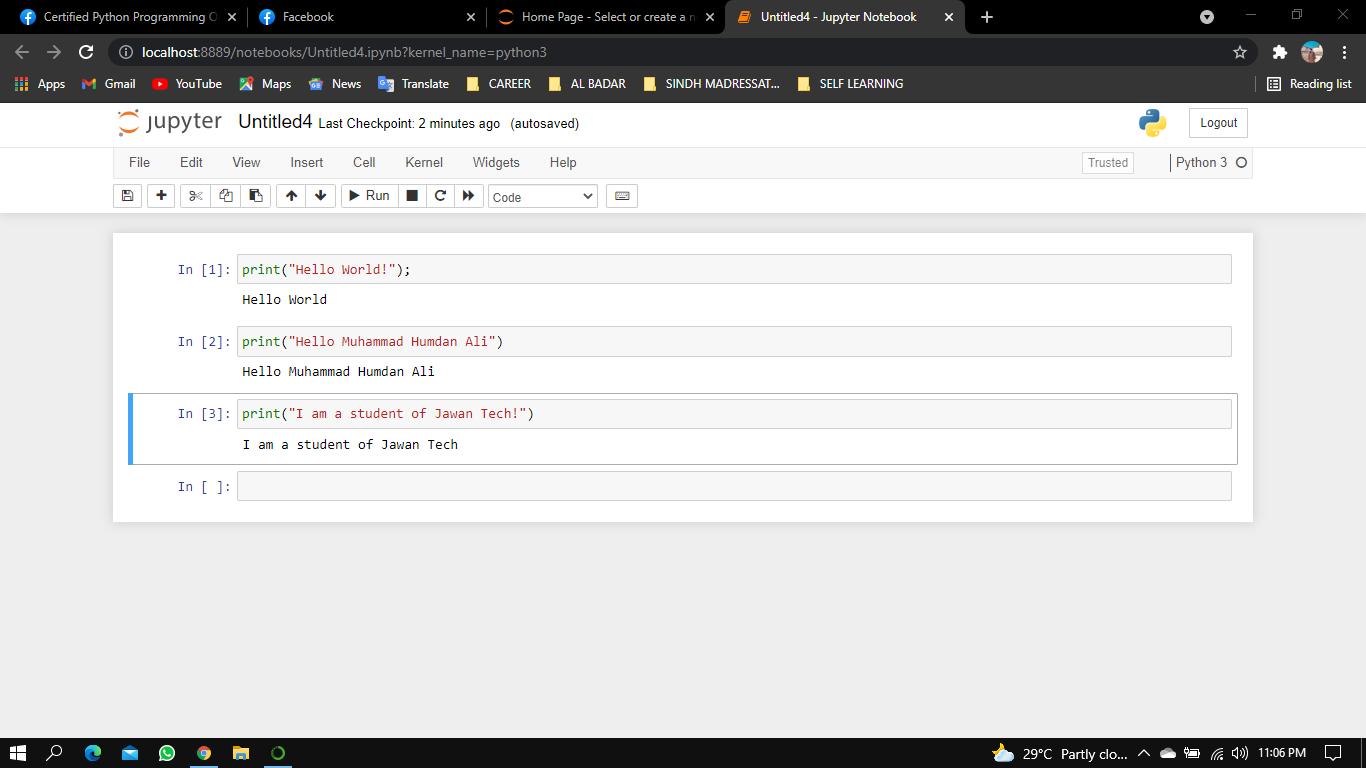 Certified Python Programming O
Facebook
Home Page - Select or create a n
Untitled4 - Jupyter Notebook
localhost:8889/notebooks/Untitled4.ipynb?kernel_name=python3
Apps
Gmail
YouTube
Maps
News
Translate
CAREER
AL BADAR
SINDH MADRESSAT...
SELF LEARNING
Reading list
jupyter Untitled4 Last Checkpoint: 2 minutes ago (autosaved)
Logout
File Edit View Insert Cell Kernel Widgets Help
Trusted
Python 3
Run
Code
In [1]: print("Hello World!");
Hello World
In [2]: print("Hello Muhammad Humdan Ali")
Hello Muhammad Humdan Ali
In [3]: print("I am a student of Jawan Tech!")
I am a student of Jawan Tech
In [ ]:
29°C Partly clo...
11:06 PM